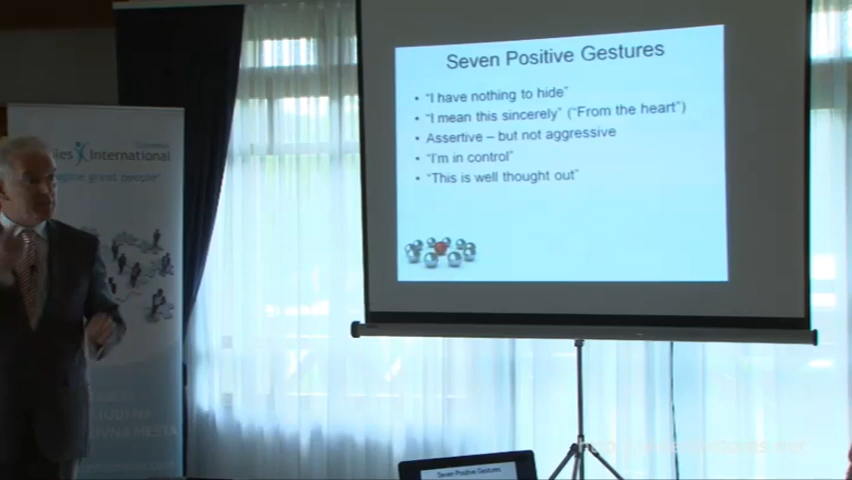 Seven Positive Gestures
• "I have nothing to hide"
• "I mean this sincerely" ("From the heart")
• Assertive – but not aggressive
• "I'm in control"
• "This is well thought out"
International
great people"
Seven Positive Gestures